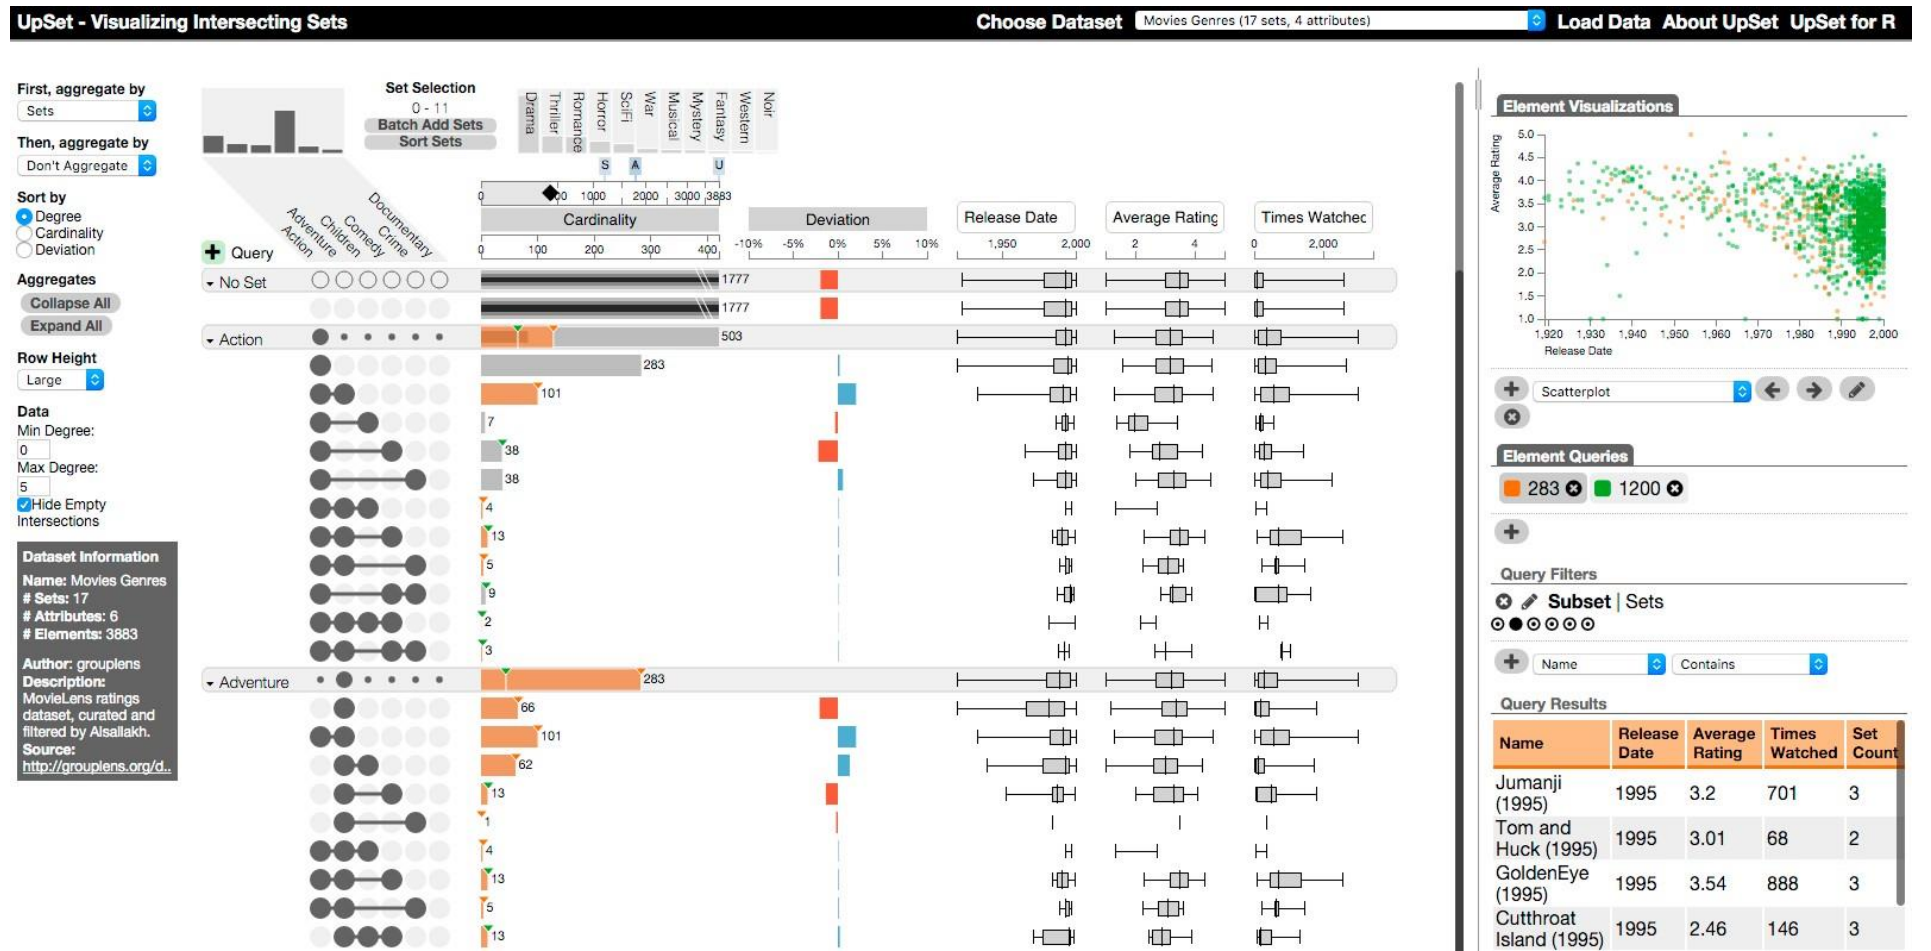 UpSet - Visualizing Intersecting Sets
Choose Dataset Movies Genres (17 sets, 4 attributes) Load Data About UpSet UpSet for R
First, aggregate by
Sets
Then, aggregate by
Don't Aggregate
Sort by
Degree
Cardinality
Deviation
Aggregates
Collapse All
Expand All
Row Height
Large
Data
Min Degree:
0
Max Degree:
5
Hide Empty
Intersections
Dataset Information
Name: Movies Genres
# Sets: 17
# Attributes: 6
# Elements: 3883
Author: grouplens
Description:
MovieLens ratings
dataset, curated and
filtered by Alsallakh.
Source:
http://grouplens.org/d..
Set Selection
0 - 11
Batch Add Sets
Sort Sets
Drama
Thriller
Romance
Horror
SciFi
War
Musical
Mystery
Fantasy
Western
Noir
S A U
Action
Adventure
Children
Comedy
Crime
Documentary
Query
0 1000 2000 3000 3883
Cardinality
0 100 200 300 400
Deviation
-10% -5% 0% 5% 10%
Release Date
1,950 2,000
Average Rating
2 4
Times Watched
0 2,000
No Set 1777
1777
Action 503
283
101
7
38
38
4
13
5
9
2
3
Adventure 283
66
101
62
13
1
4
13
5
13
Element Visualizations
Average Rating
5.0
4.5
4.0
3.5
3.0
2.5
2.0
1.5
1.0
1,920 1,930 1,940 1,950 1,960 1,970 1,980 1,990 2,000
Release Date
Scatterplot
Element Queries
283 1200
Query Filters
Subset | Sets
Name Contains
Query Results
Name Release Date Average Rating Times Watched Set Count
Jumanji (1995) 1995 3.2 701 3
Tom and Huck (1995) 1995 3.01 68 2
GoldenEye (1995) 1995 3.54 888 3
Cutthroat Island (1995) 1995 2.46 146 3